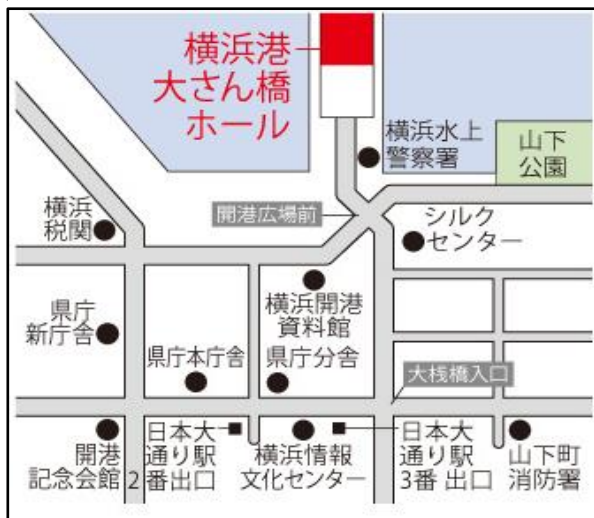 横浜港
大さん橋
ホール
横浜水上
警察署
山下
公園
横浜
税関
開港広場前
シルク
センター
横浜開港
資料館
県庁
新庁舎
県庁本庁舎
県庁分舎
大桟橋入口
開港
記念会館
日本大
通り駅
2番出口
横浜情報
文化センター
日本大
通り駅
3番 出口
山下町
消防署